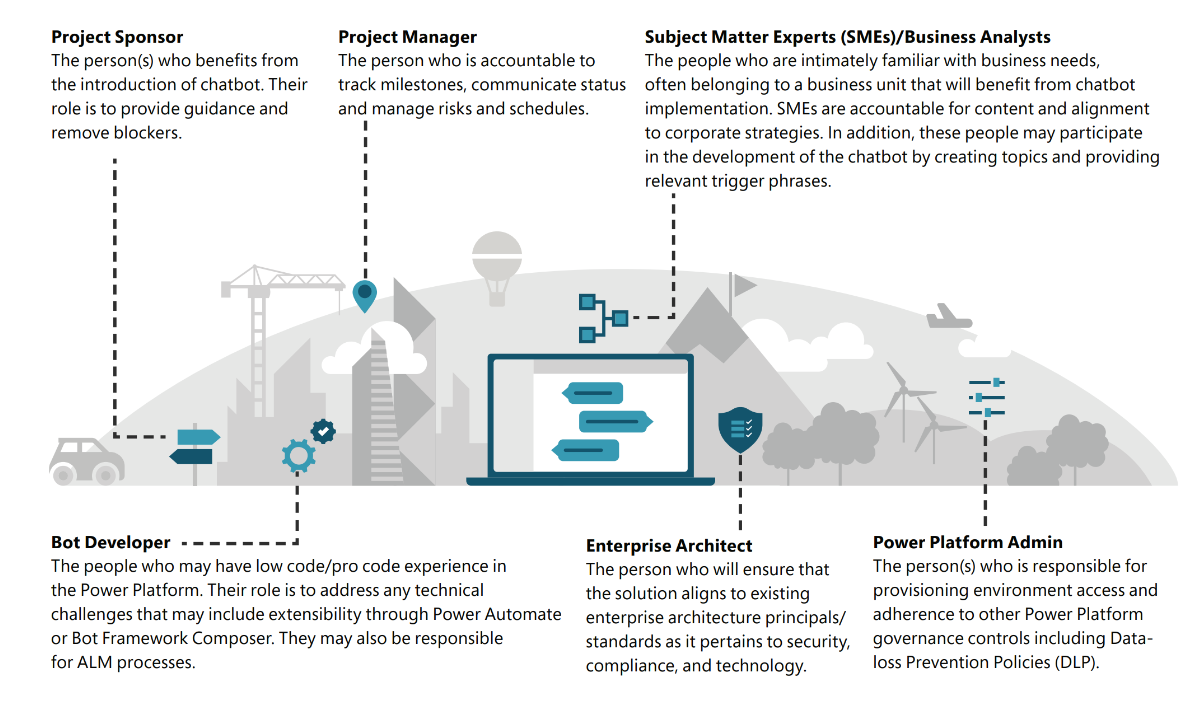 Project Sponsor
The person(s) who benefits from
the introduction of chatbot. Their
role is to provide guidance and
remove blockers.
Project Manager
The person who is accountable to
track milestones, communicate status
and manage risks and schedules.
Subject Matter Experts (SMEs)/Business Analysts
The people who are intimately familiar with business needs,
often belonging to a business unit that will benefit from chatbot
implementation. SMEs are accountable for content and alignment
to corporate strategies. In addition, these people may participate
in the development of the chatbot by creating topics and providing
relevant trigger phrases.
Bot Developer
The people who may have low code/pro code experience in
the Power Platform. Their role is to address any technical
challenges that may include extensibility through Power Automate
or Bot Framework Composer. They may also be responsible
for ALM processes.
Enterprise Architect
The person who will ensure that
the solution aligns to existing
enterprise architecture principals/
standards as it pertains to security,
compliance, and technology.
Power Platform Admin
The person(s) who is responsible for
provisioning environment access and
adherence to other Power Platform
governance controls including Data-
loss Prevention Policies (DLP).